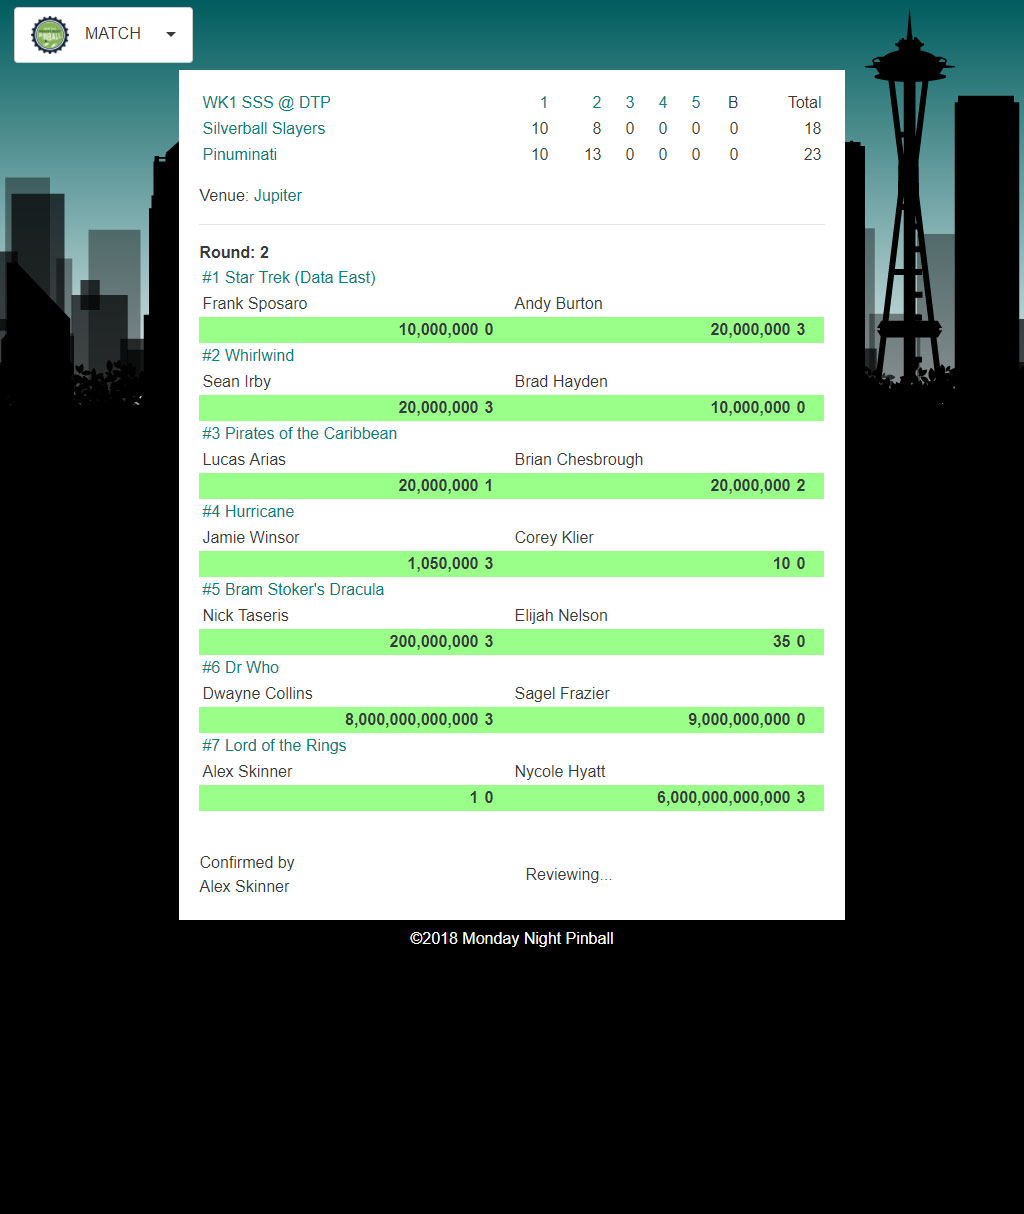 MATCH
WK1 SSS @ DTP 1 2 3 4 5 B Total
Silverball Slayers 10 8 0 0 0 0 18
Pinuminati 10 13 0 0 0 0 23
Venue: Jupiter
Round: 2
#1 Star Trek (Data East)
Frank Sposaro Andy Burton
10,000,000 0 20,000,000 3
#2 Whirlwind
Sean Irby Brad Hayden
20,000,000 3 10,000,000 0
#3 Pirates of the Caribbean
Lucas Arias Brian Chesbrough
20,000,000 1 20,000,000 2
#4 Hurricane
Jamie Winsor Corey Klier
1,050,000 3 10 0
#5 Bram Stoker's Dracula
Nick Taseris Elijah Nelson
200,000,000 3 35 0
#6 Dr Who
Dwayne Collins Sagel Frazier
8,000,000,000,000 3 9,000,000,000 0
#7 Lord of the Rings
Alex Skinner Nycole Hyatt
1 0 6,000,000,000,000 3
Confirmed by
Alex Skinner
Reviewing...
©2018 Monday Night Pinball